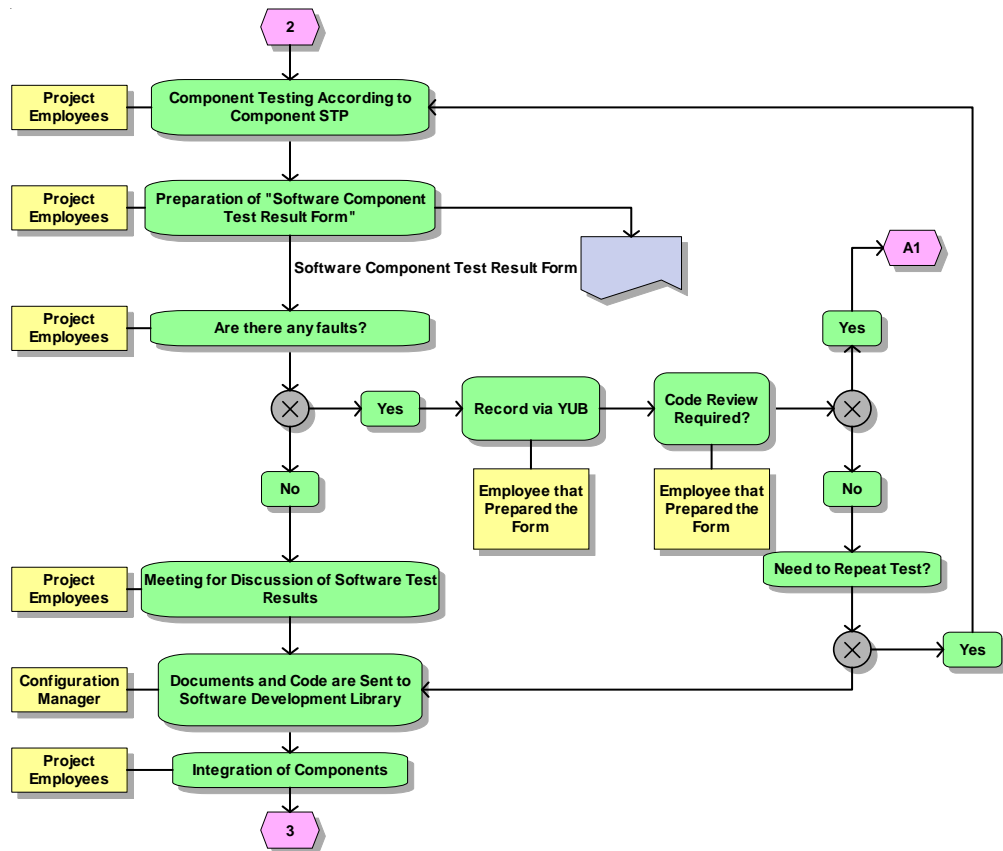 2
Project
Employees
Component Testing According to
Component STP
Project
Employees
Preparation of "Software Component
Test Result Form"
A1
Software Component Test Result Form
Project
Employees
Are there any faults?
Yes
Yes
Record via YUB
Code Review
Required?
No
Employee that
Prepared the
Form
Employee that
Prepared the
Form
No
Project
Employees
Meeting for Discussion of Software Test
Results
Need to Repeat Test?
Yes
Configuration
Manager
Documents and Code are Sent to
Software Development Library
Project
Employees
Integration of Components
3